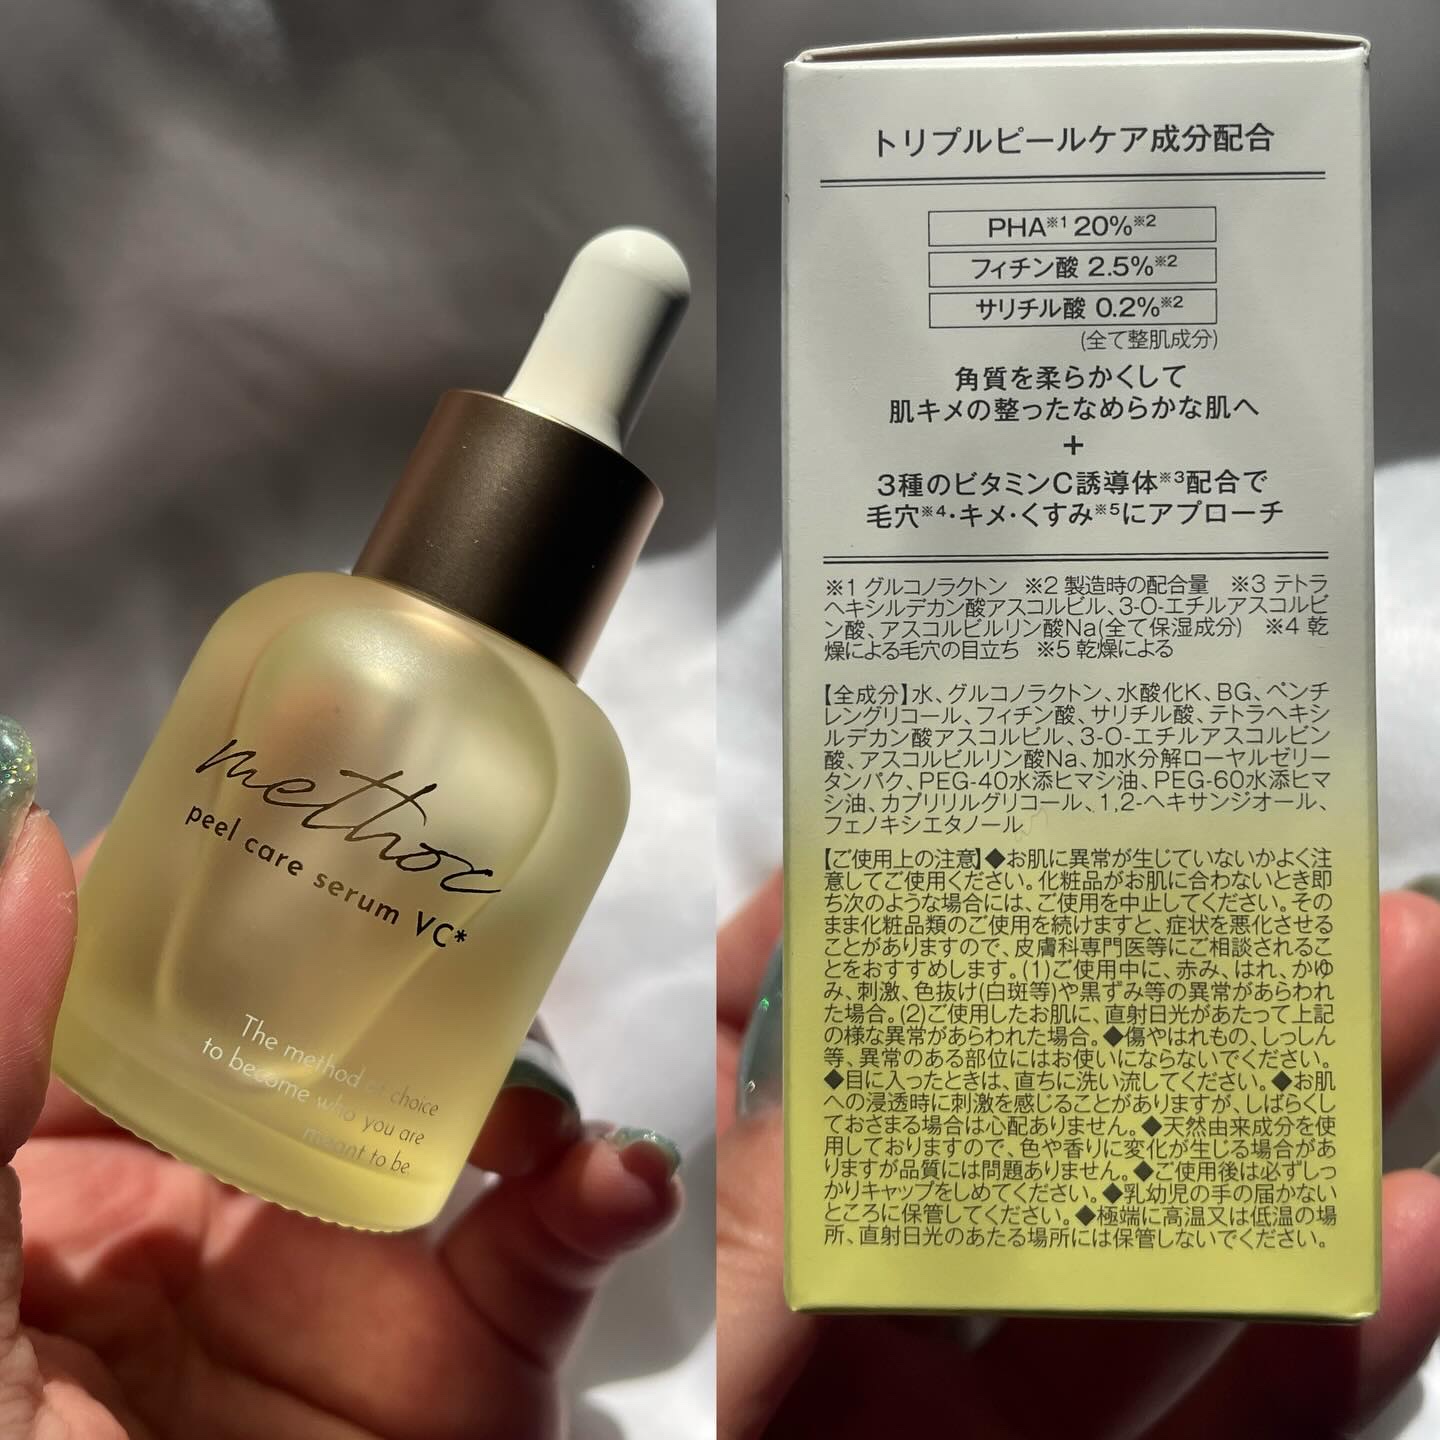 methoc
peel care serum VC*
The method of choice
to become who you are
meant to be.
トリプルピールケア成分配合
PHA※1 20%※2
フィチン酸 2.5%※2
サリチル酸 0.2%※2
(全て整肌成分)
角質を柔らかくして
肌キメの整ったなめらかな肌へ
+
3種のビタミンC誘導体※3配合で
毛穴※4・キメ・くすみ※5にアプローチ
※1 グルコノラクトン ※2 製造時の配合量 ※3 テトラ
ヘキシルデカン酸アスコルビル、3-O-エチルアスコルビ
ン酸、アスコルビルリン酸Na(全て保湿成分) ※4 乾
燥による毛穴の目立ち ※5 乾燥による
【全成分】水、グルコノラクトン、水酸化K、BG、ペンチ
レングリコール、フィチン酸、サリチル酸、テトラヘキシ
ルデカン酸アスコルビル、3-O-エチルアスコルビン
酸、アスコルビルリン酸Na、加水分解ローヤルゼリー
タンパク、PEG-40水添ヒマシ油、PEG-60水添ヒマ
シ油、カプリリルグリコール、1,2-ヘキサンジオール、
フェノキシエタノール
【ご使用上の注意】◆お肌に異常が生じていないかよく注
意してご使用ください。化粧品がお肌に合わないとき即
ち次のような場合には、ご使用を中止してください。その
まま化粧品類のご使用を続けますと、症状を悪化させる
ことがありますので、皮膚科専門医等にご相談されるこ
とをおすすめします。(1)ご使用中に、赤み、はれ、かゆ
み、刺激、色抜け(白斑等)や黒ずみ等の異常があらわれ
た場合。(2)ご使用したお肌に、直射日光があたって上記
の様な異常があらわれた場合。◆傷やはれもの、しっしん
等、異常のある部位にはお使いにならないでください。
◆目に入ったときは、直ちに洗い流してください。◆お肌
への浸透時に刺激を感じることがありますが、しばらくし
ておさまる場合は心配ありません。◆天然由来成分を使
用しておりますので、色や香りに変化が生じる場合があ
りますが品質には問題ありません。◆ご使用後は必ずしっ
かりキャップをしめてください。◆乳幼児の手の届かない
ところに保管してください。◆極端に高温又は低温の場
所、直射日光のあたる場所には保管しないでください。